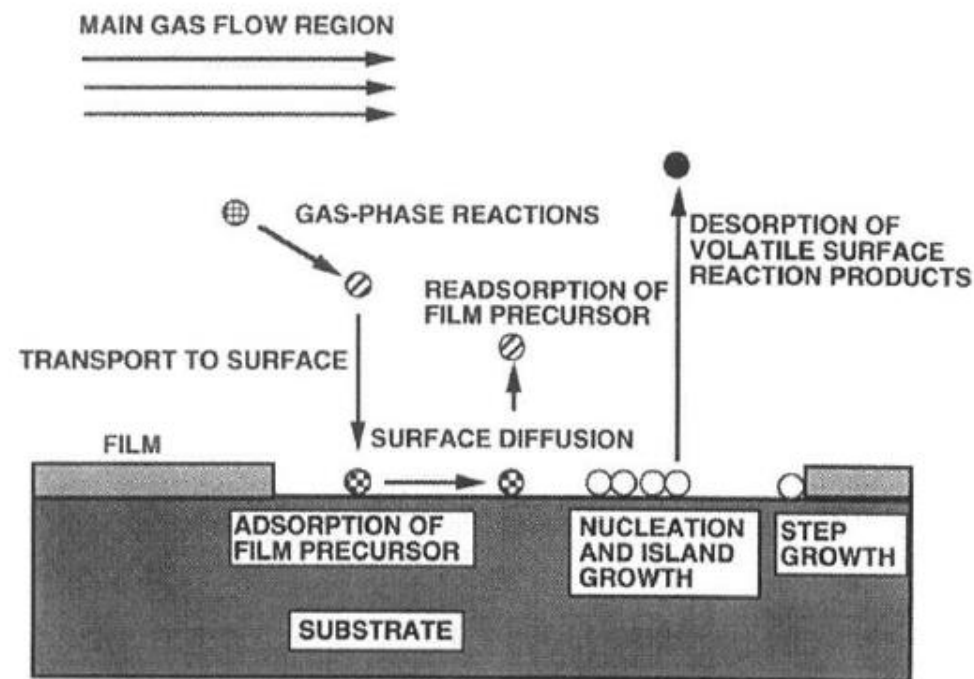 MAIN GAS FLOW REGION
GAS-PHASE REACTIONS
DESORPTION OF
VOLATILE SURFACE
REACTION PRODUCTS
READSORPTION OF
FILM PRECURSOR
TRANSPORT TO SURFACE
SURFACE DIFFUSION
FILM
ADSORPTION OF
FILM PRECURSOR
NUCLEATION
AND ISLAND
GROWTH
STEP
GROWTH
SUBSTRATE